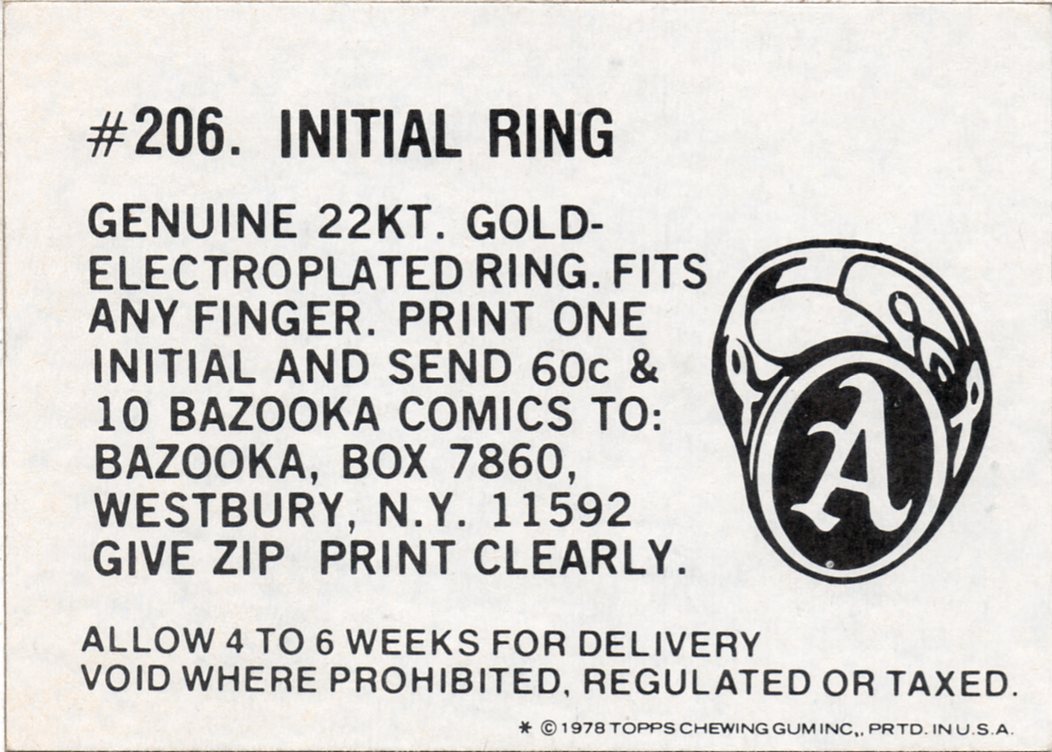 #206. INITIAL RING
GENUINE 22KT. GOLD-
ELECTROPLATED RING. FITS
ANY FINGER. PRINT ONE
INITIAL AND SEND 60c &
10 BAZOOKA COMICS TO:
BAZOOKA, BOX 7860,
WESTBURY, N.Y. 11592
GIVE ZIP PRINT CLEARLY.
A
ALLOW 4 TO 6 WEEKS FOR DELIVERY
VOID WHERE PROHIBITED, REGULATED OR TAXED.
* © 1978 TOPPS CHEWING GUM INC,. PRTD. IN U.S.A.